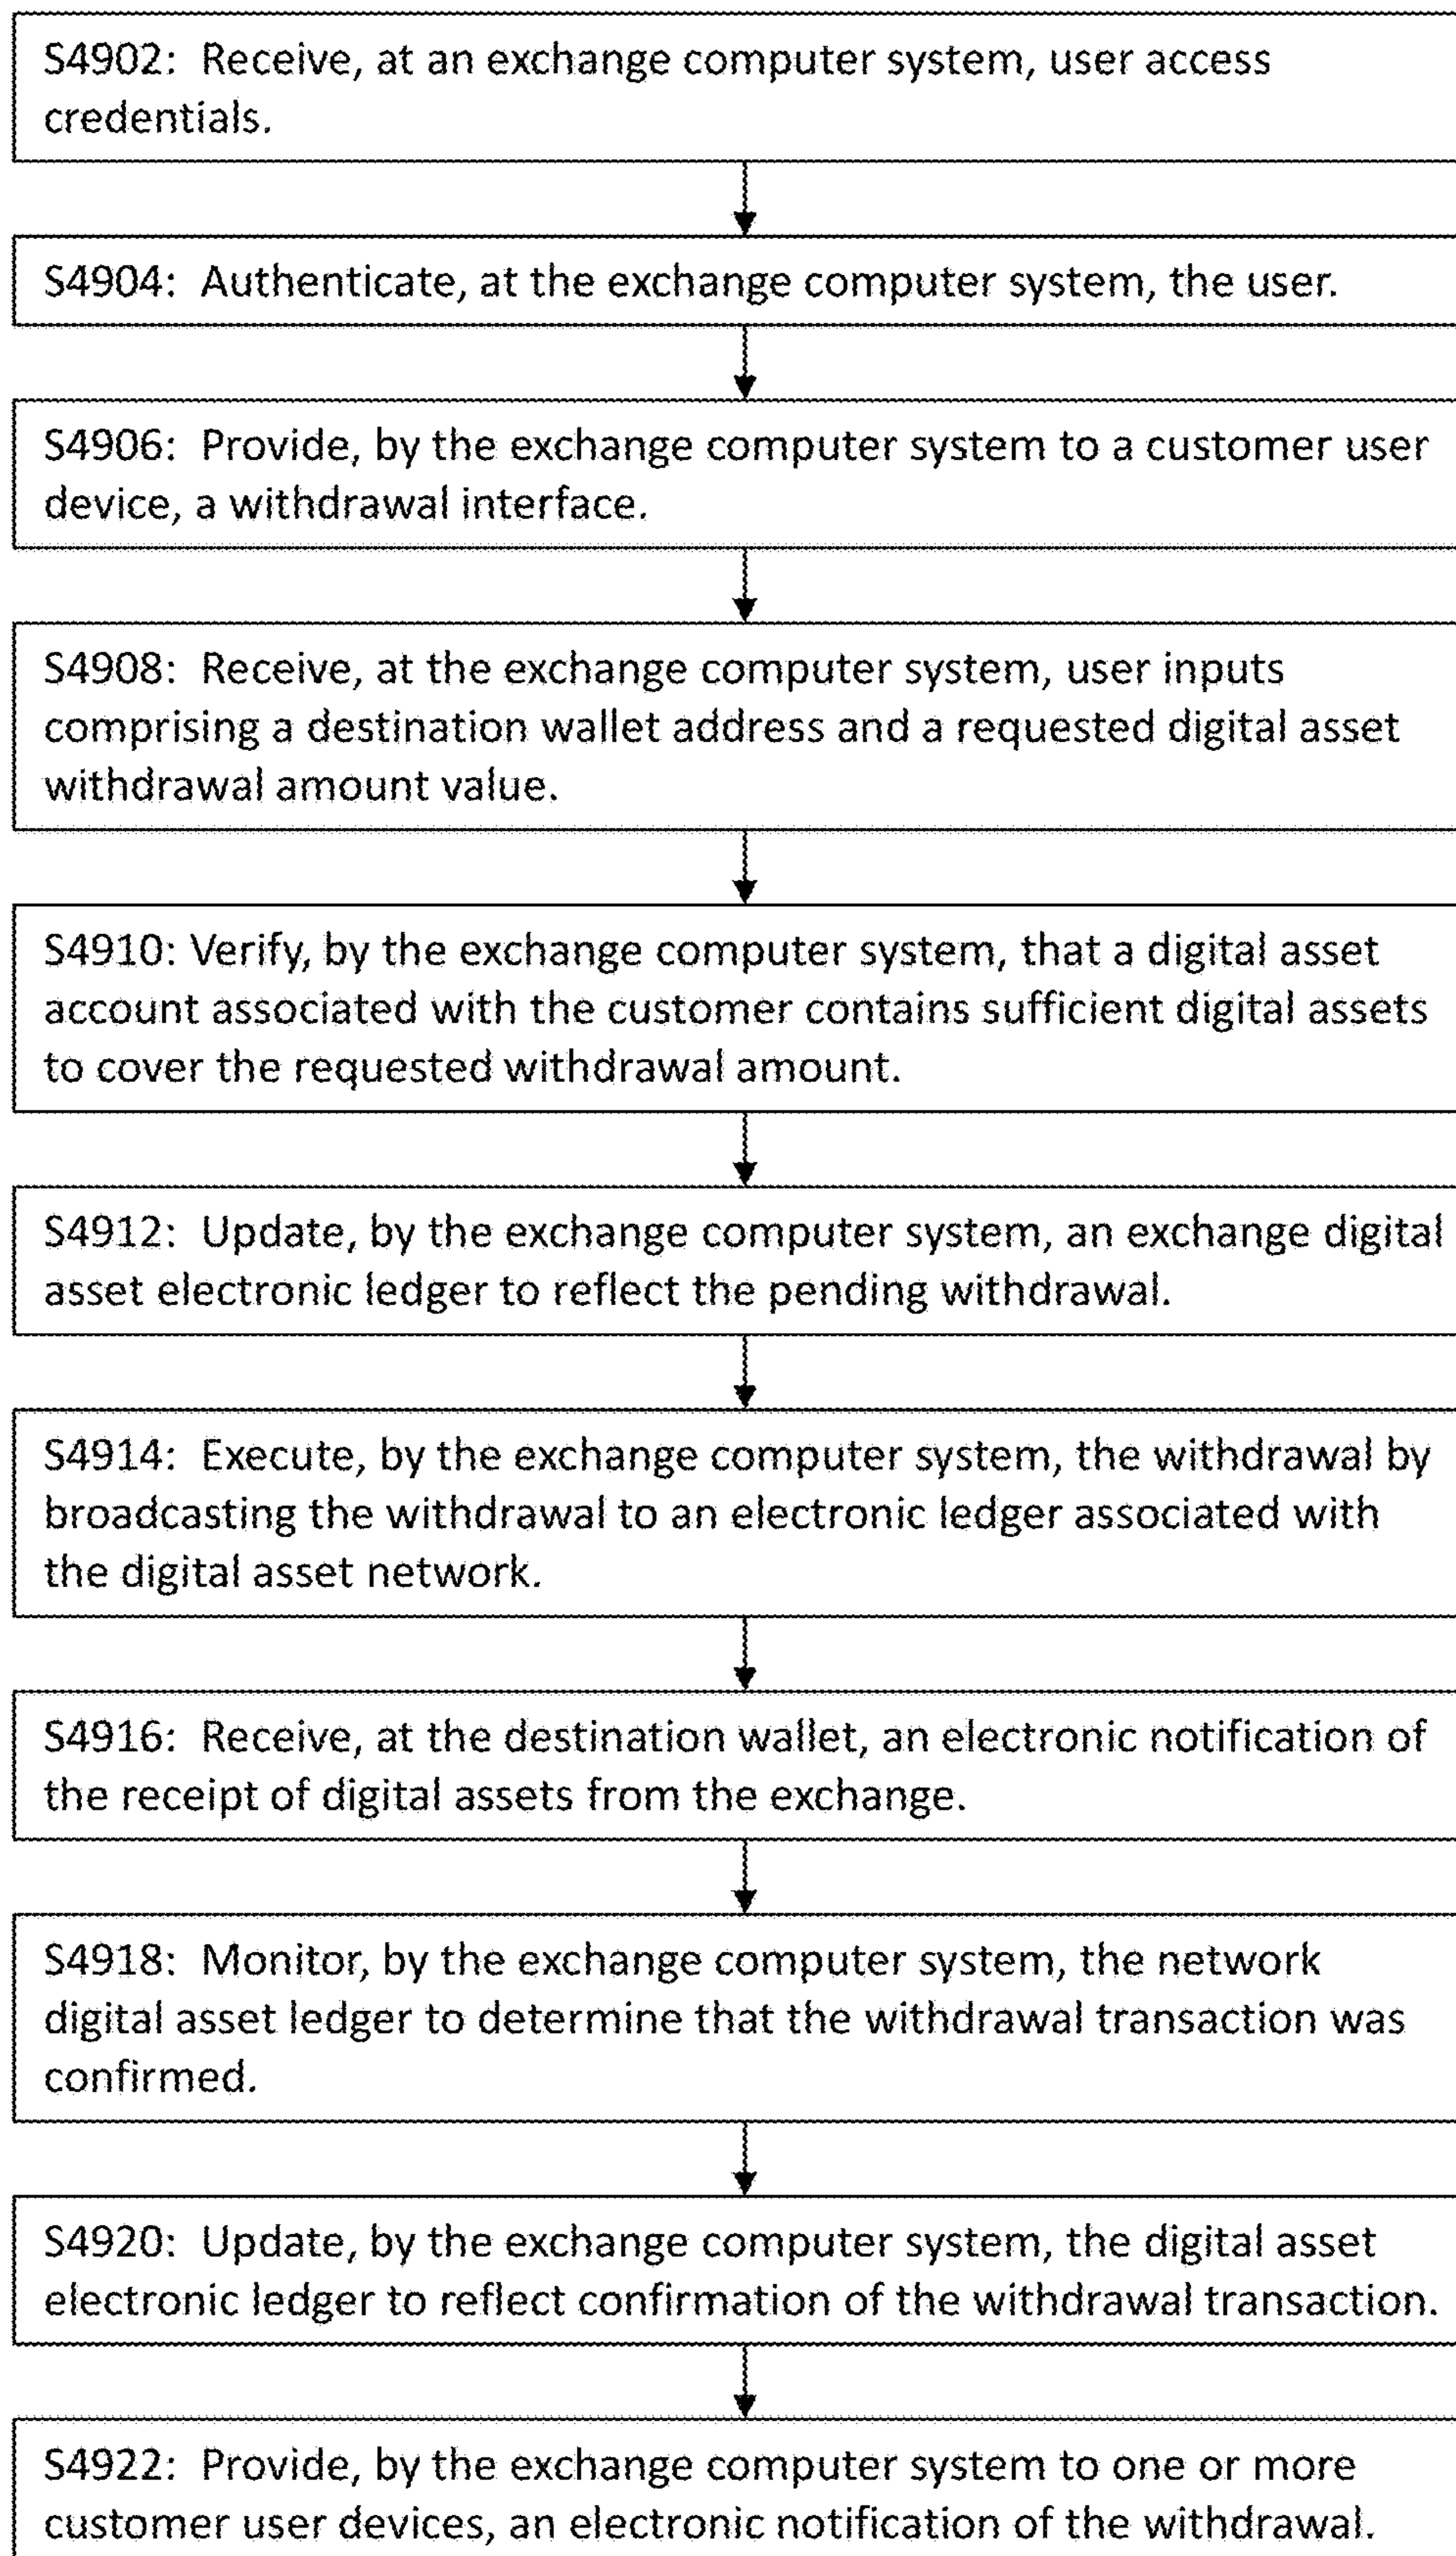 S4902: Receive, at an exchange computer system, user access
credentials.
S4904: Authenticate, at the exchange computer system, the user.
S4906: Provide, by the exchange computer system to a customer user
device, a withdrawal interface.
S4908: Receive, at the exchange computer system, user inputs
comprising a destination wallet address and a requested digital asset
withdrawal amount value.
S4910: Verify, by the exchange computer system, that a digital asset
account associated with the customer contains sufficient digital assets
to cover the requested withdrawal amount.
S4912: Update, by the exchange computer system, an exchange digital
asset electronic ledger to reflect the pending withdrawal.
S4914: Execute, by the exchange computer system, the withdrawal by
broadcasting the withdrawal to an electronic ledger associated with
the digital asset network.
S4916: Receive, at the destination wallet, an electronic notification of
the receipt of digital assets from the exchange.
S4918: Monitor, by the exchange computer system, the network
digital asset ledger to determine that the withdrawal transaction was
confirmed.
S4920: Update, by the exchange computer system, the digital asset
electronic ledger to reflect confirmation of the withdrawal transaction.
S4922: Provide, by the exchange computer system to one or more
customer user devices, an electronic notification of the withdrawal.